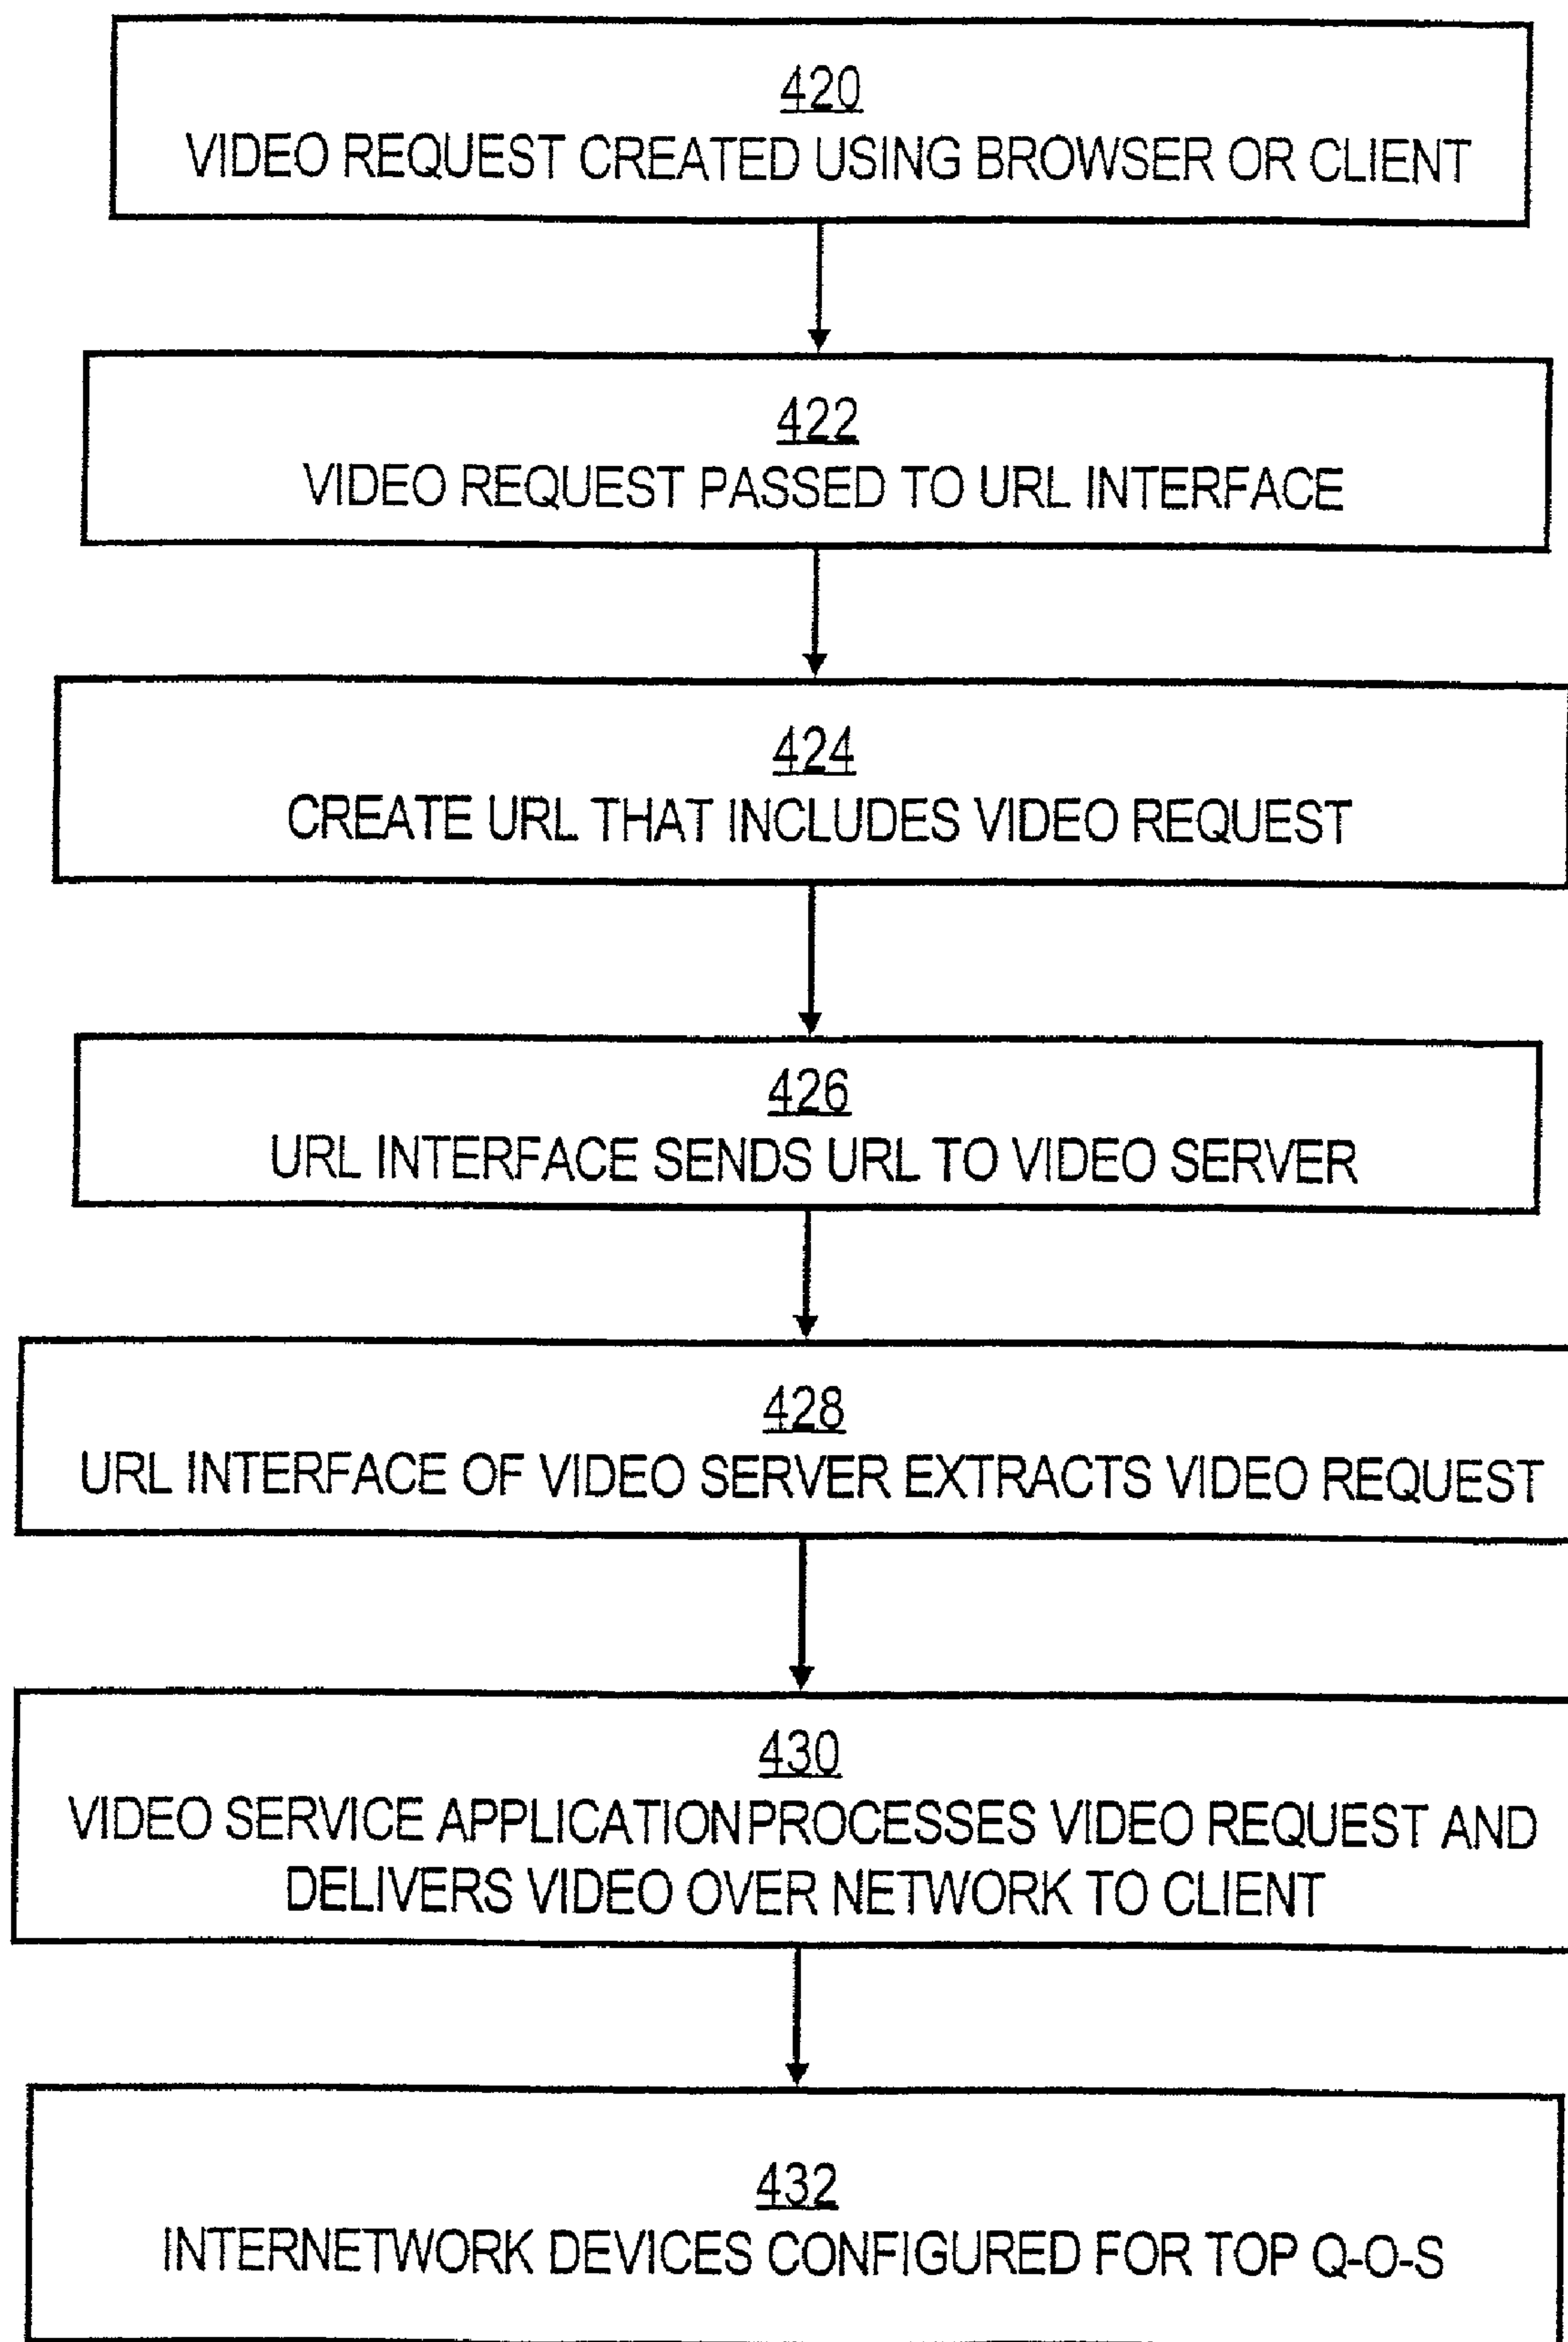 420
VIDEO REQUEST CREATED USING BROWSER OR CLIENT
422
VIDEO REQUEST PASSED TO URL INTERFACE
424
CREATE URL THAT INCLUDES VIDEO REQUEST
426
URL INTERFACE SENDS URL TO VIDEO SERVER
428
URL INTERFACE OF VIDEO SERVER EXTRACTS VIDEO REQUEST
430
VIDEO SERVICE APPLICATION PROCESSES VIDEO REQUEST AND
DELIVERS VIDEO OVER NETWORK TO CLIENT
432
INTERNETWORK DEVICES CONFIGURED FOR TOP Q-O-S